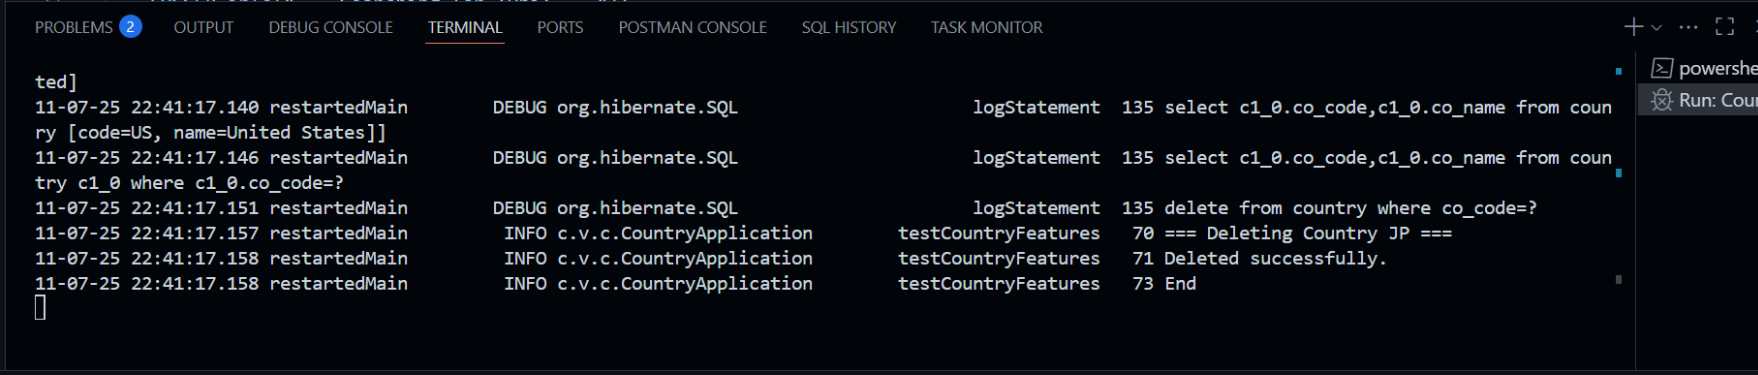 PROBLEMS 2 OUTPUT DEBUG CONSOLE TERMINAL PORTS POSTMAN CONSOLE SQL HISTORY TASK MONITOR
ted]
11-07-25 22:41:17.140 restartedMain DEBUG org.hibernate.SQL logStatement 135 select c1_0.co_code,c1_0.co_name from coun
ry [code=US, name=United States]]
11-07-25 22:41:17.146 restartedMain DEBUG org.hibernate.SQL logStatement 135 select c1_0.co_code,c1_0.co_name from coun
try c1_0 where c1_0.co_code=?
11-07-25 22:41:17.151 restartedMain DEBUG org.hibernate.SQL logStatement 135 delete from country where co_code=?
11-07-25 22:41:17.157 restartedMain INFO c.v.c.CountryApplication testCountryFeatures 70 === Deleting Country JP ===
11-07-25 22:41:17.158 restartedMain INFO c.v.c.CountryApplication testCountryFeatures 71 Deleted successfully.
11-07-25 22:41:17.158 restartedMain INFO c.v.c.CountryApplication testCountryFeatures 73 End
powershe
Run: Cou